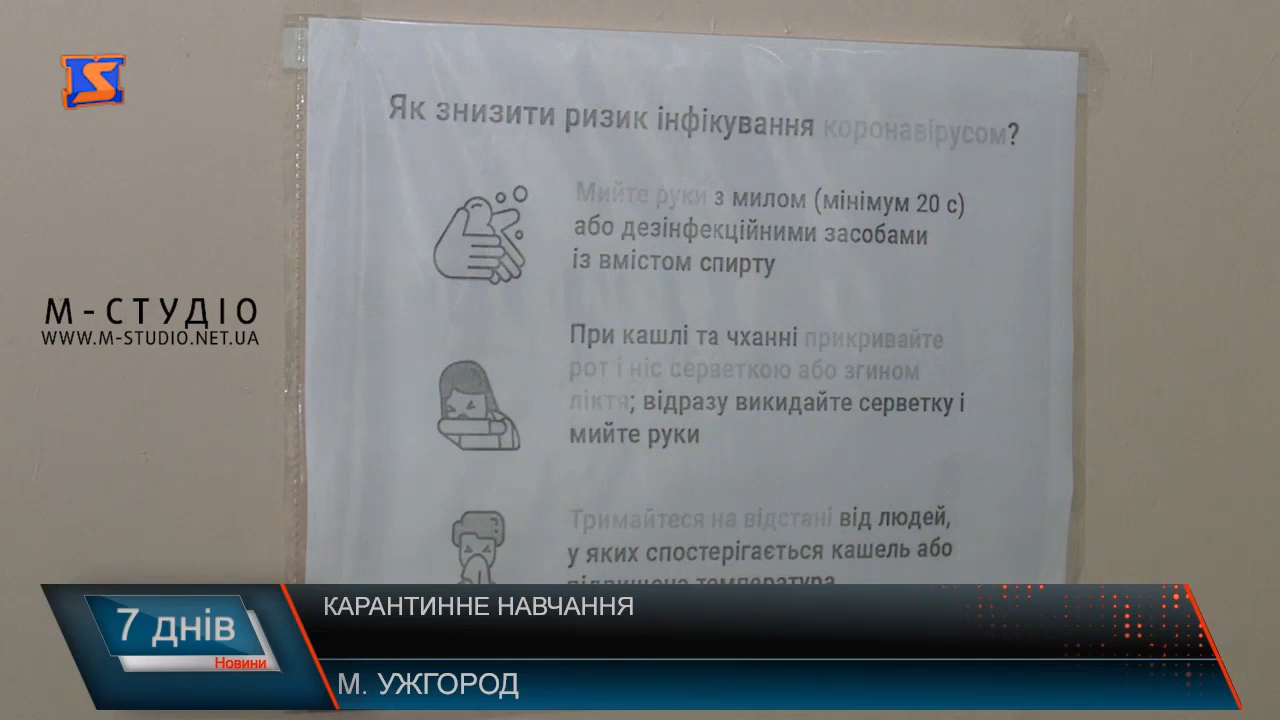 Як знизити ризик інфікування коронавірусом?
Мийте руки з милом (мінімум 20 с)
або дезінфекційними засобами
із вмістом спирту
При кашлі та чханні прикривайте
рот і ніс серветкою або згином
ліктя; відразу викидайте серветку і
мийте руки
Тримайтеся на відстані від людей,
у яких спостерігається кашель або
підвищена температура
М-СТУДІО
WWW.M-STUDIO.NET.UA
7 днів
Новини
КАРАНТИННЕ НАВЧАННЯ
М. УЖГОРОД